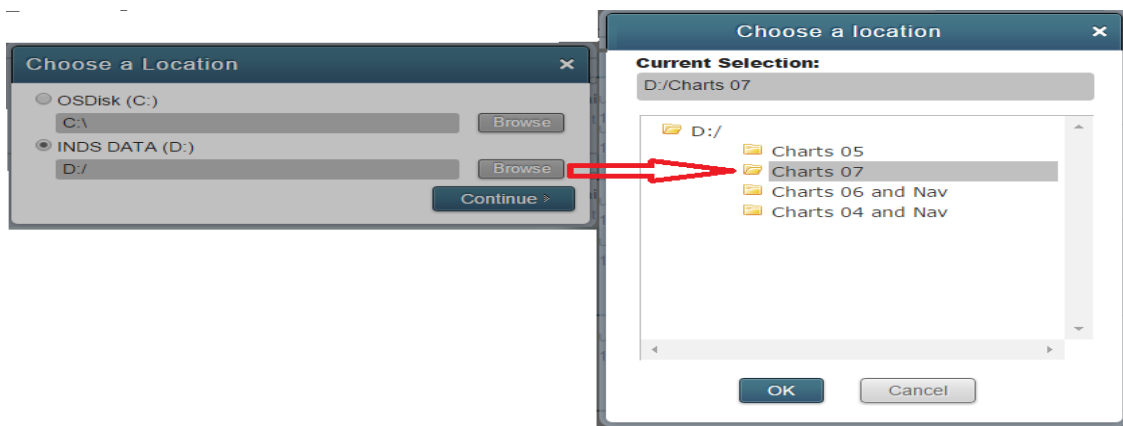 Choose a Location
×
OSDisk (C:)
C:\
Browse
INDS DATA (D:)
D:/
Browse
Continue »
Choose a location
×
Current Selection:
D:/Charts 07
D:/
Charts 05
Charts 07
Charts 06 and Nav
Charts 04 and Nav
OK
Cancel